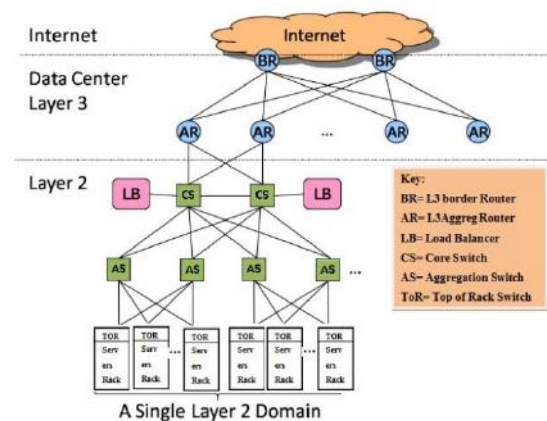 Internet
Internet
BR
BR
Data Center
Layer 3
AR
AR
...
AR
AR
Layer 2
LB
CS
CS
LB
Key:
BR= L3 border Router
AR= L3Aggreg Router
LB= Load Balancer
CS= Core Switch
AS= Aggregation Switch
ToR= Top of Rack Switch
AS
AS
AS
AS
...
TOR
Serv
ers
Rack
TOR
Serv
ers
Rack
...
TOR
Serv
ers
Rack
TOR
Serv
ers
Rack
TOR
Serv
ers
Rack
...
TOR
Serv
ers
Rack
A Single Layer 2 Domain